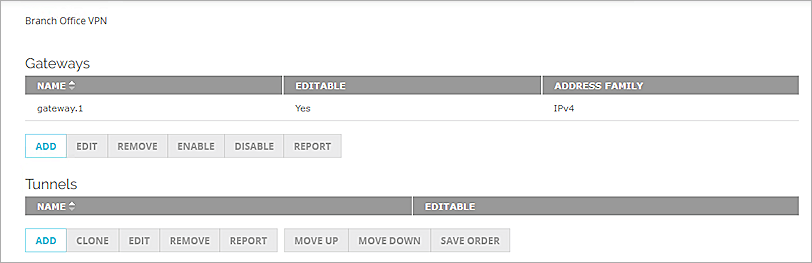 Branch Office VPN
Gateways
NAME EDITABLE ADDRESS FAMILY
gateway.1 Yes IPv4
ADD EDIT REMOVE ENABLE DISABLE REPORT
Tunnels
NAME EDITABLE
ADD CLONE EDIT REMOVE REPORT MOVE UP MOVE DOWN SAVE ORDER